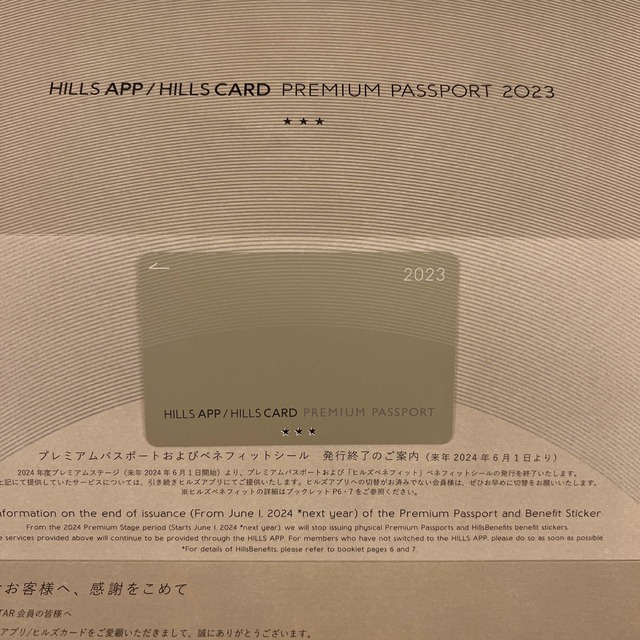 HILLS APP / HILLS CARD PREMIUM PASSPORT 2023
★ ★ ★
2023
HILLS APP / HILLS CARD PREMIUM PASSPORT
★ ★ ★
プレミアムパスポートおよびベネフィットシール 発行終了のご案内（来年 2024 年 6 月 1 日より）
2024 年度プレミアムステージ（来年 2024 年 6 月 1 日開始）より、プレミアムパスポートおよび「ヒルズベネフィット」ベネフィットシールの発行を終了いたします。
上記にて提供していたサービスについては、引き続きヒルズアプリにてご提供いたします。ヒルズアプリへの切替がお済みでない会員様は、ぜひお早めに切替をお願いいたします。
※ヒルズベネフィットの詳細はブックレット P6・7 をご参照ください。
nformation on the end of issuance (From June 1, 2024 *next year) of the Premium Passport and Benefit Sticker
From the 2024 Premium Stage period (Starts June 1, 2024 *next year), we will stop issuing physical Premium Passports and HillsBenefits benefit stickers
e services provided above will continue to be provided through the HILLS APP. For members who have not switched to the HILLS APP, please do so as soon as possible
*For details of HillsBenefits, please refer to booklet pages 6 and 7.
お客様へ、感謝をこめて
TAR 会員の皆様へ
アプリ/ヒルズカードをご愛顧いただきまして、誠にありがとうございます。